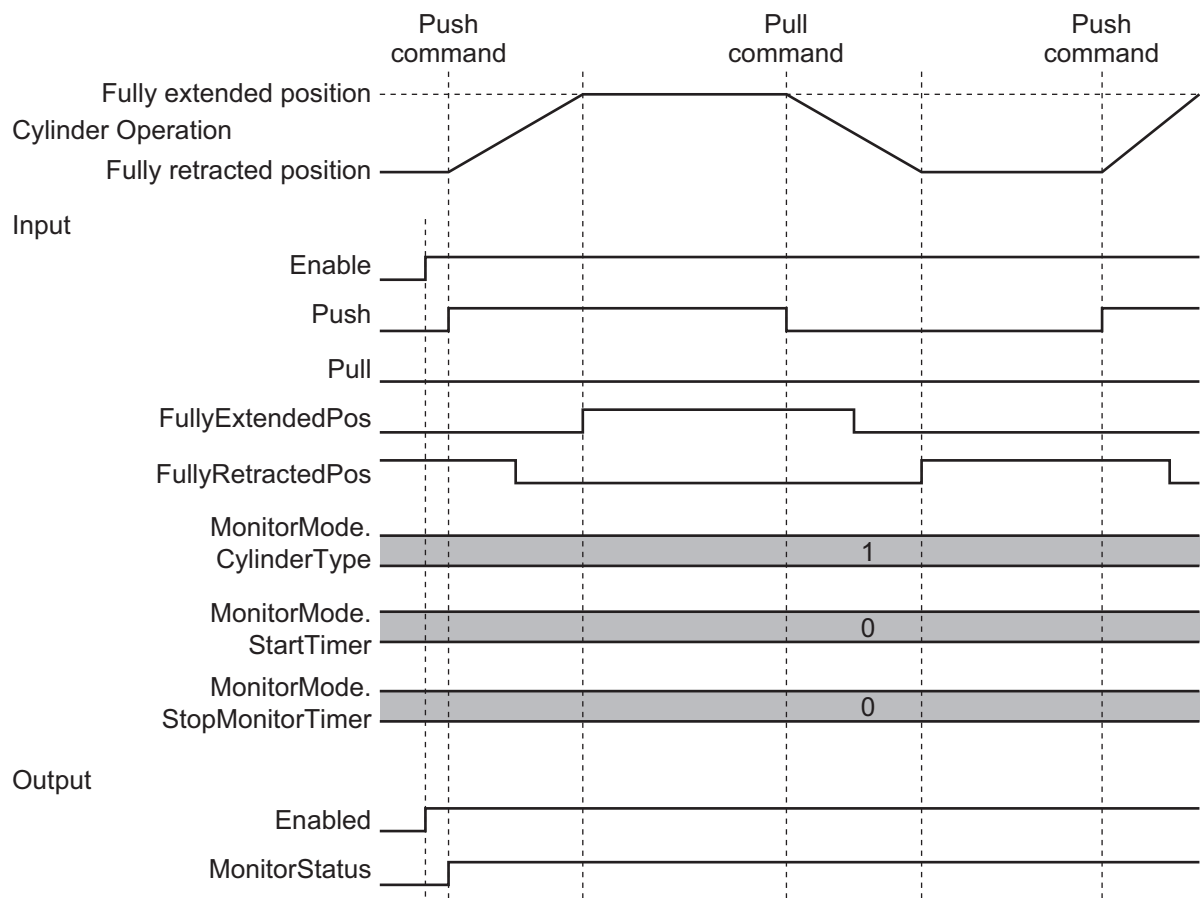 Push command
Pull command
Push command
Fully extended position
Cylinder Operation
Fully retracted position
Input
Enable
Push
Pull
FullyExtendedPos
FullyRetractedPos
MonitorMode.
CylinderType
1
MonitorMode.
StartTimer
0
MonitorMode.
StopMonitorTimer
0
Output
Enabled
MonitorStatus